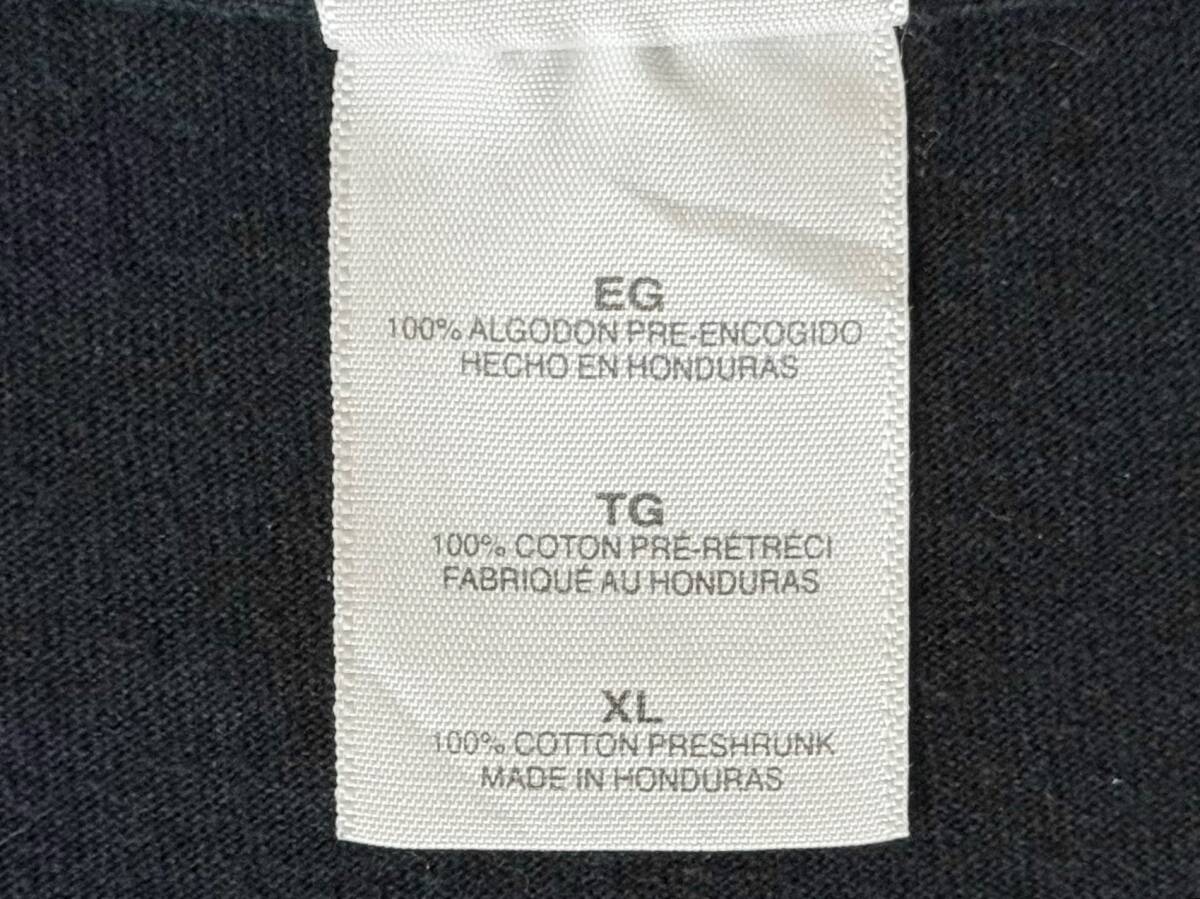 EG
100% ALGODON PRE-ENCOGIDO
HECHO EN HONDURAS
TG
100% COTON PRÉ-RÉTRÉCI
FABRIQUÉ AU HONDURAS
XL
100% COTTON PRESHRUNK
MADE IN HONDURAS